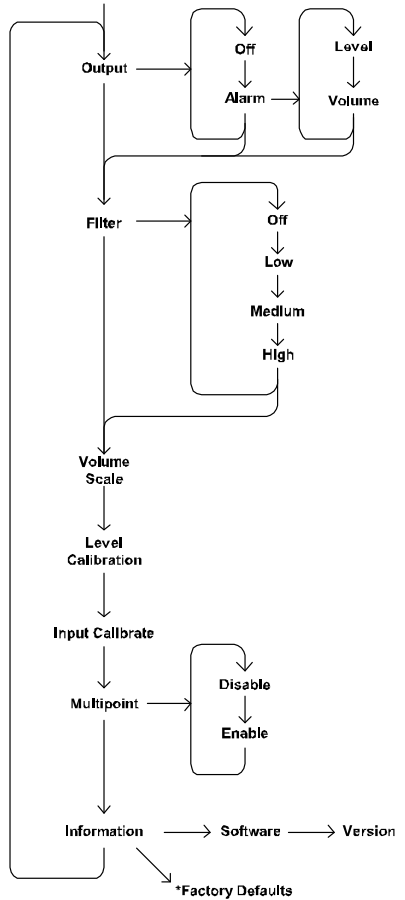 Output
Off
Alarm
Level
Volume
Filter
Off
Low
Medium
High
Volume
Scale
Level
Calibration
Input Calibrate
Multipoint
Disable
Enable
Information
Software
Version
*Factory Defaults